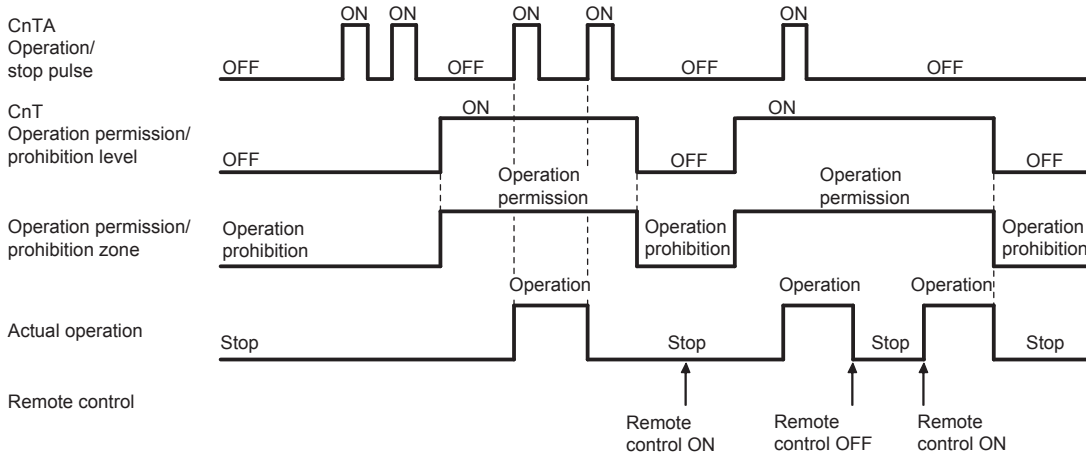 ON ON ON ON ON
CnTA
Operation/
stop pulse
OFF OFF OFF OFF
CnT
Operation permission/
prohibition level
ON ON
OFF OFF OFF
Operation
permission
Operation
permission
Operation permission/
prohibition zone
Operation
prohibition
Operation
prohibition
Operation
prohibition
Operation Operation Operation
Actual operation
Stop Stop Stop Stop
Remote control
Remote
control ON
Remote
control OFF
Remote
control ON